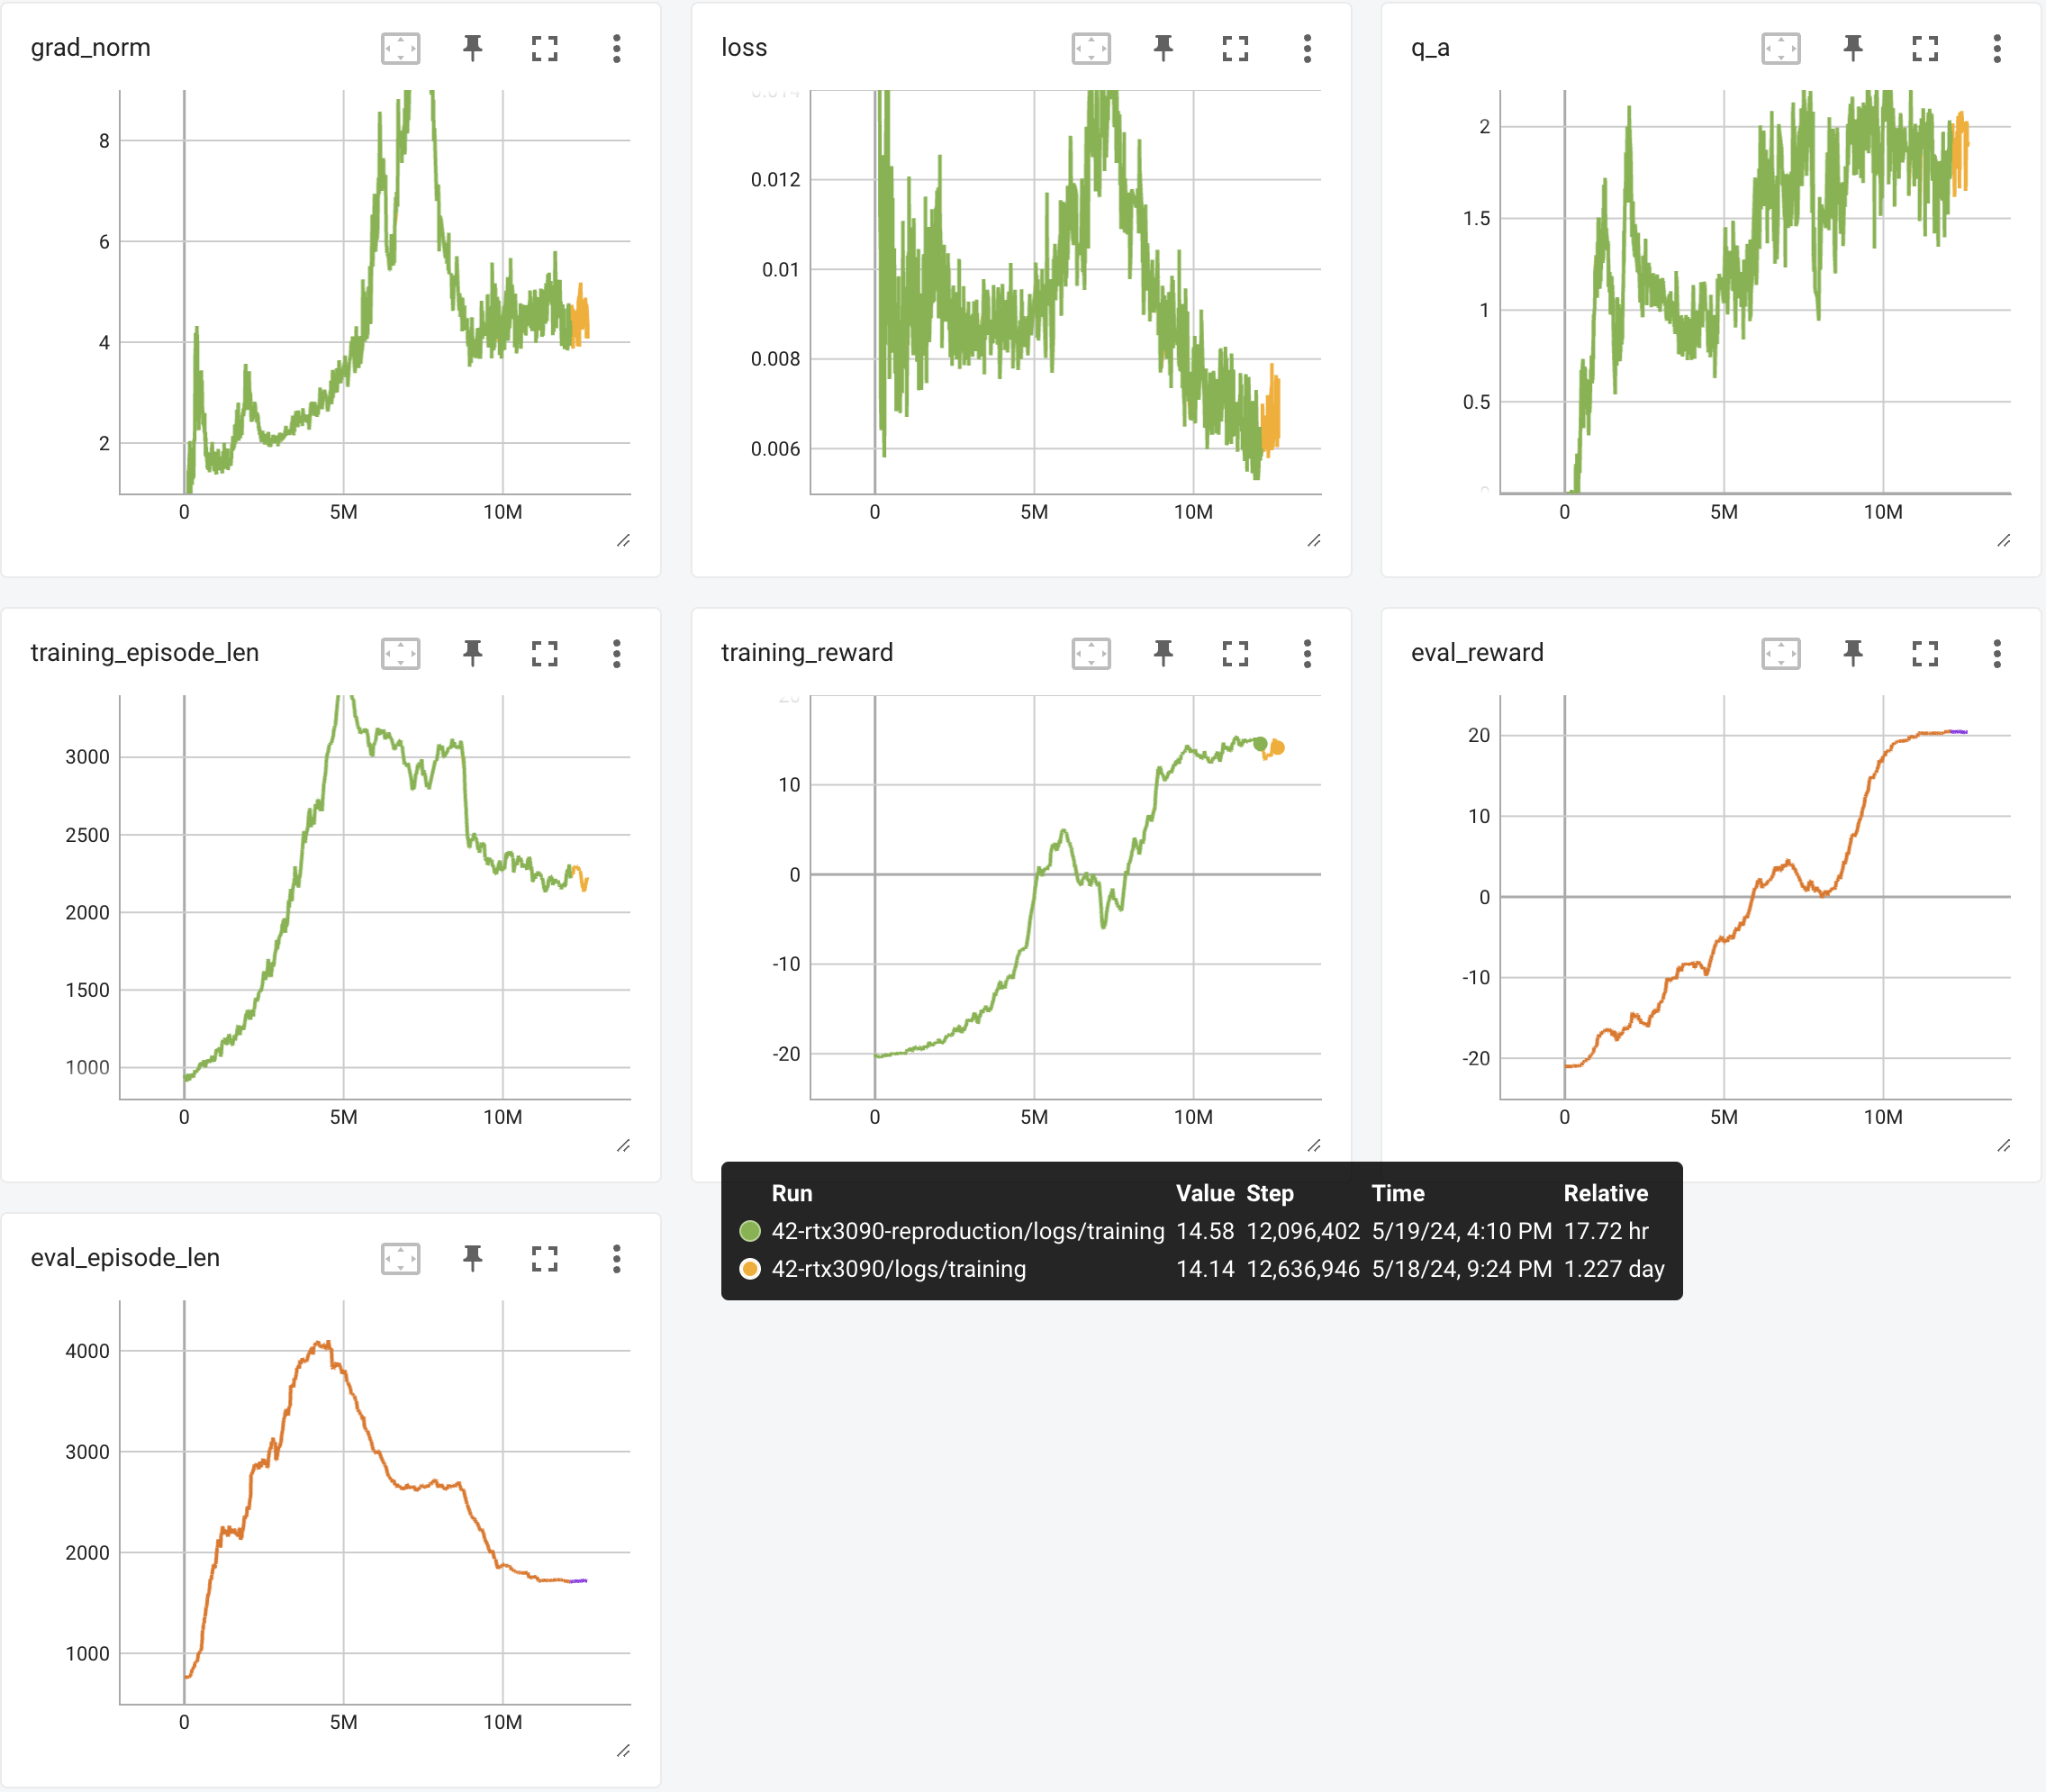 grad_norm
8
6
4
2
0 5M 10M
loss
0.014
0.012
0.01
0.008
0.006
0 5M 10M
q_a
2
1.5
1
0.5
0
0 5M 10M
training_episode_len
3000
2500
2000
1500
1000
0 5M 10M
training_reward
20
10
0
-10
-20
0 5M 10M
eval_reward
20
10
0
-10
-20
0 5M 10M
Run Value Step Time Relative
42-rtx3090-reproduction/logs/training 14.58 12,096,402 5/19/24, 4:10 PM 17.72 hr
42-rtx3090/logs/training 14.14 12,636,946 5/18/24, 9:24 PM 1.227 day
eval_episode_len
4000
3000
2000
1000
0 5M 10M